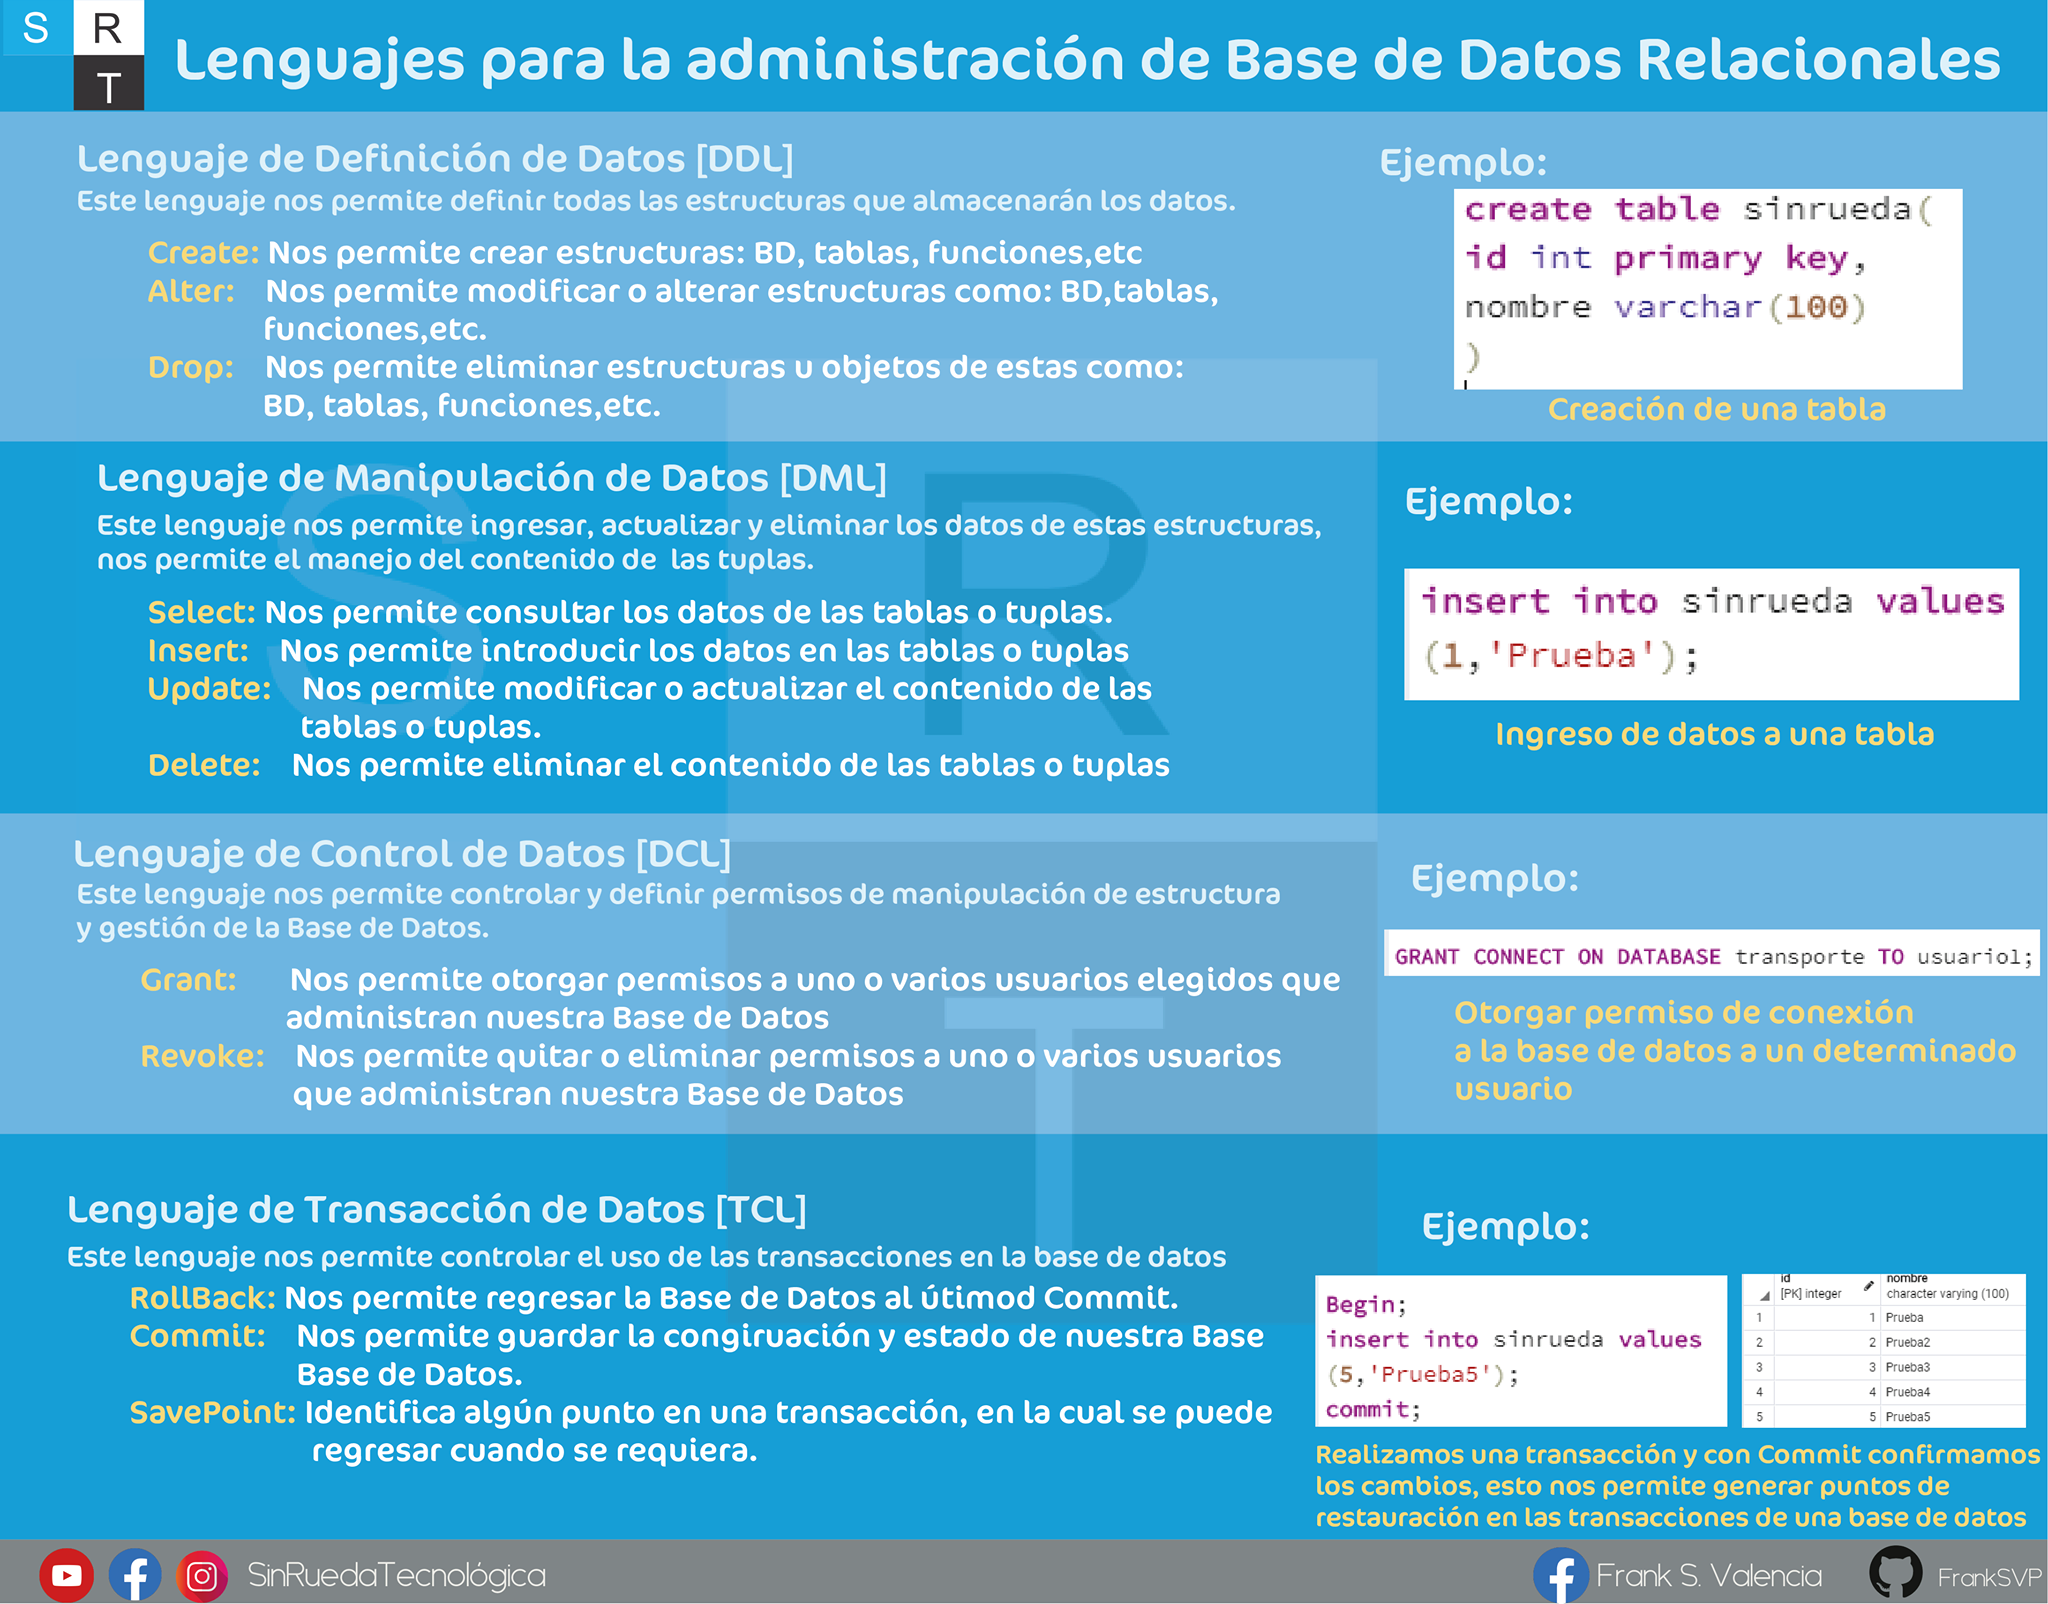 S R
T
Lenguajes para la administración de Base de Datos Relacionales
Lenguaje de Definición de Datos [DDL]
Este lenguaje nos permite definir todas las estructuras que almacenarán los datos.
Create: Nos permite crear estructuras: BD, tablas, funciones,etc
Alter: Nos permite modificar o alterar estructuras como: BD,tablas,
funciones,etc.
Drop: Nos permite eliminar estructuras u objetos de estas como:
BD, tablas, funciones,etc.
Ejemplo:
create table sinrueda(
id int primary key,
nombre varchar(100)
)
Creación de una tabla
Lenguaje de Manipulación de Datos [DML]
Este lenguaje nos permite ingresar, actualizar y eliminar los datos de estas estructuras,
nos permite el manejo del contenido de las tuplas.
Select: Nos permite consultar los datos de las tablas o tuplas.
Insert: Nos permite introducir los datos en las tablas o tuplas
Update: Nos permite modificar o actualizar el contenido de las
tablas o tuplas.
Delete: Nos permite eliminar el contenido de las tablas o tuplas
Ejemplo:
insert into sinrueda values
(1,'Prueba');
Ingreso de datos a una tabla
Lenguaje de Control de Datos [DCL]
Este lenguaje nos permite controlar y definir permisos de manipulación de estructura
y gestión de la Base de Datos.
Grant: Nos permite otorgar permisos a uno o varios usuarios elegidos que
administran nuestra Base de Datos
Revoke: Nos permite quitar o eliminar permisos a uno o varios usuarios
que administran nuestra Base de Datos
Ejemplo:
GRANT CONNECT ON DATABASE transporte TO usuario1;
Otorgar permiso de conexión
a la base de datos a un determinado
usuario
Lenguaje de Transacción de Datos [TCL]
Este lenguaje nos permite controlar el uso de las transacciones en la base de datos
RollBack: Nos permite regresar la Base de Datos al útimod Commit.
Commit: Nos permite guardar la congiruación y estado de nuestra Base
Base de Datos.
SavePoint: Identifica algún punto en una transacción, en la cual se puede
regresar cuando se requiera.
Ejemplo:
Begin;
insert into sinrueda values
(5,'Prueba5');
commit;
id nombre
[PK] integer character varying (100)
1 1 Prueba
2 2 Prueba2
3 3 Prueba3
4 4 Prueba4
5 5 Prueba5
Realizamos una transacción y con Commit confirmamos
los cambios, esto nos permite generar puntos de
restauración en las transacciones de una base de datos
S R
T
SinRuedaTecnológica
Frank S. Valencia
FrankSVP